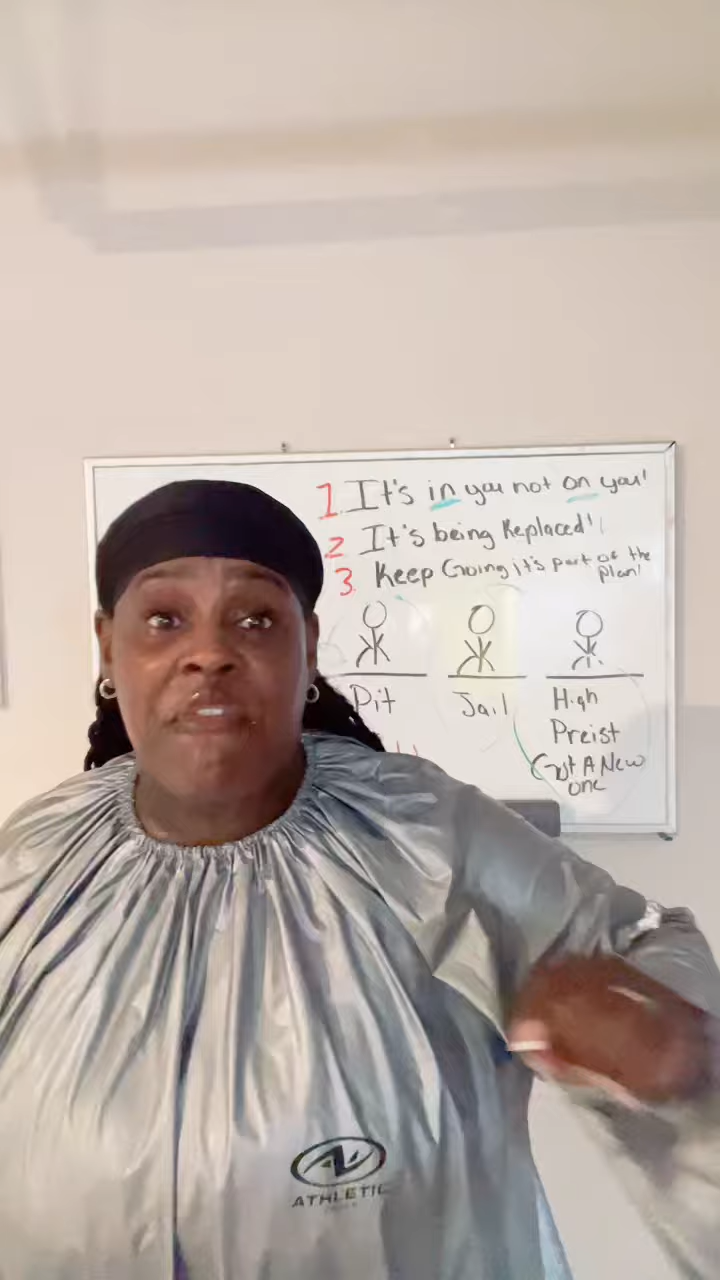 1. It's in you not on you!
2 It's being Replaced!
3. Keep Going it's part of the
plan!
Pit
Jail
High
Preist
Got A New
one
ATHLETIC